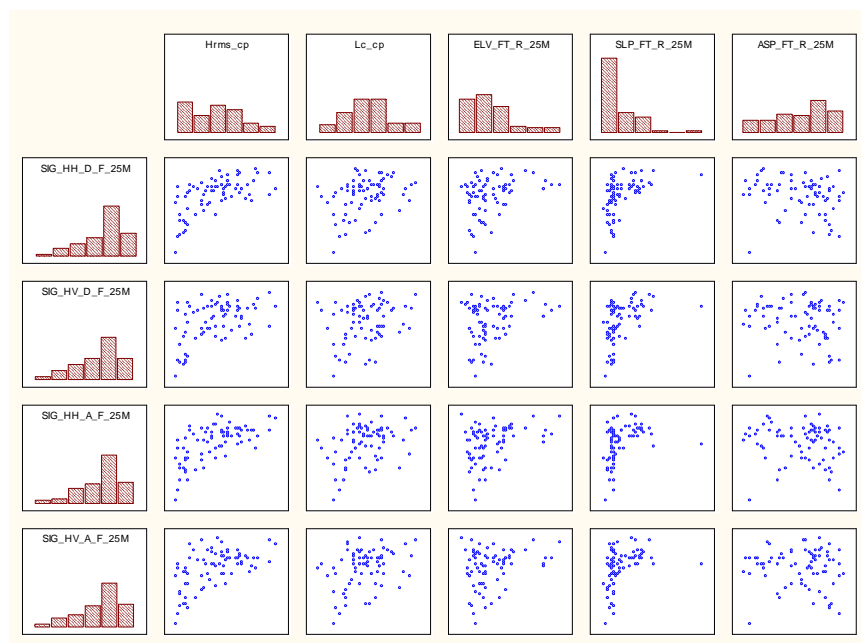 Hrms_cp
Lc_cp
ELV_FT_R_25M
SLP_FT_R_25M
ASP_FT_R_25M
SIG_HH_D_F_25M
SIG_HV_D_F_25M
SIG_HH_A_F_25M
SIG_HV_A_F_25M